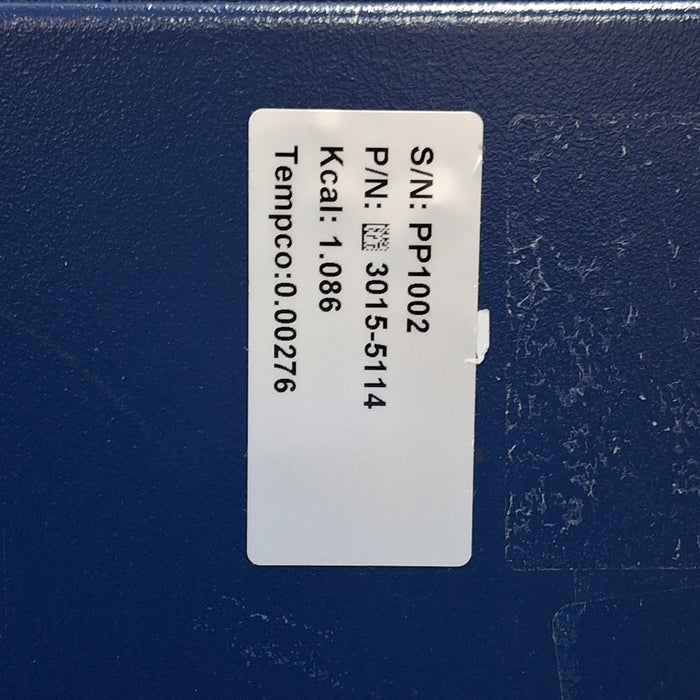 S/N: PP1002
P/N: 3015-5114
Kcal: 1.086
Tempco:0.00276